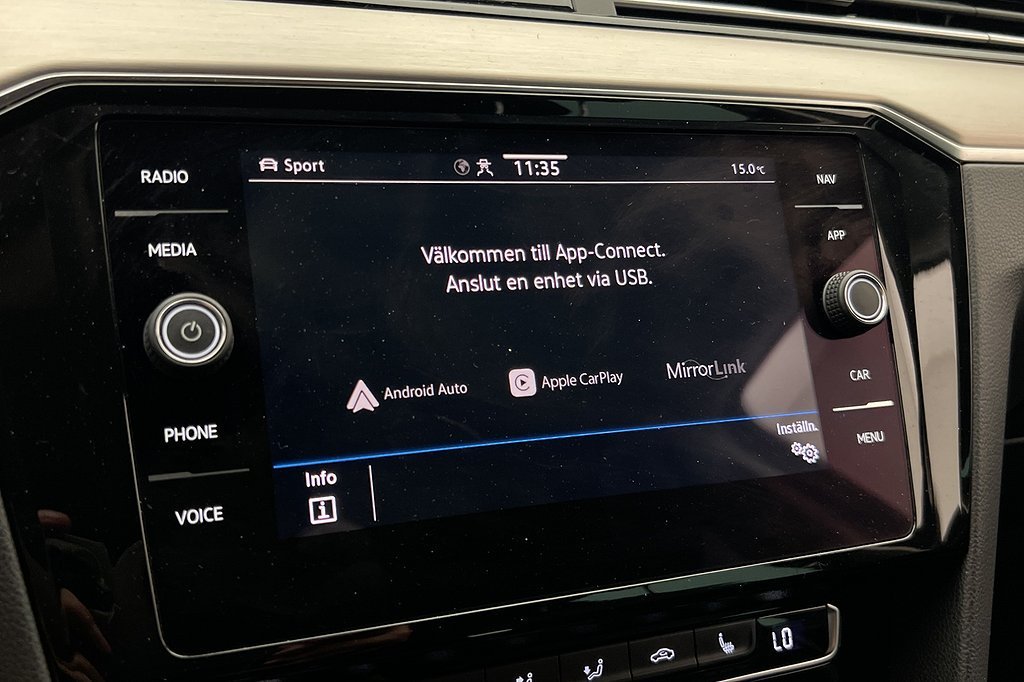 RADIO
MEDIA
PHONE
VOICE
Sport
11:35
15.0°C
Välkommen till App-Connect.
Anslut en enhet via USB.
Android Auto
Apple CarPlay
MirrorLink
Inställn.
Info
i
NAV
APP
CAR
MENU
LO